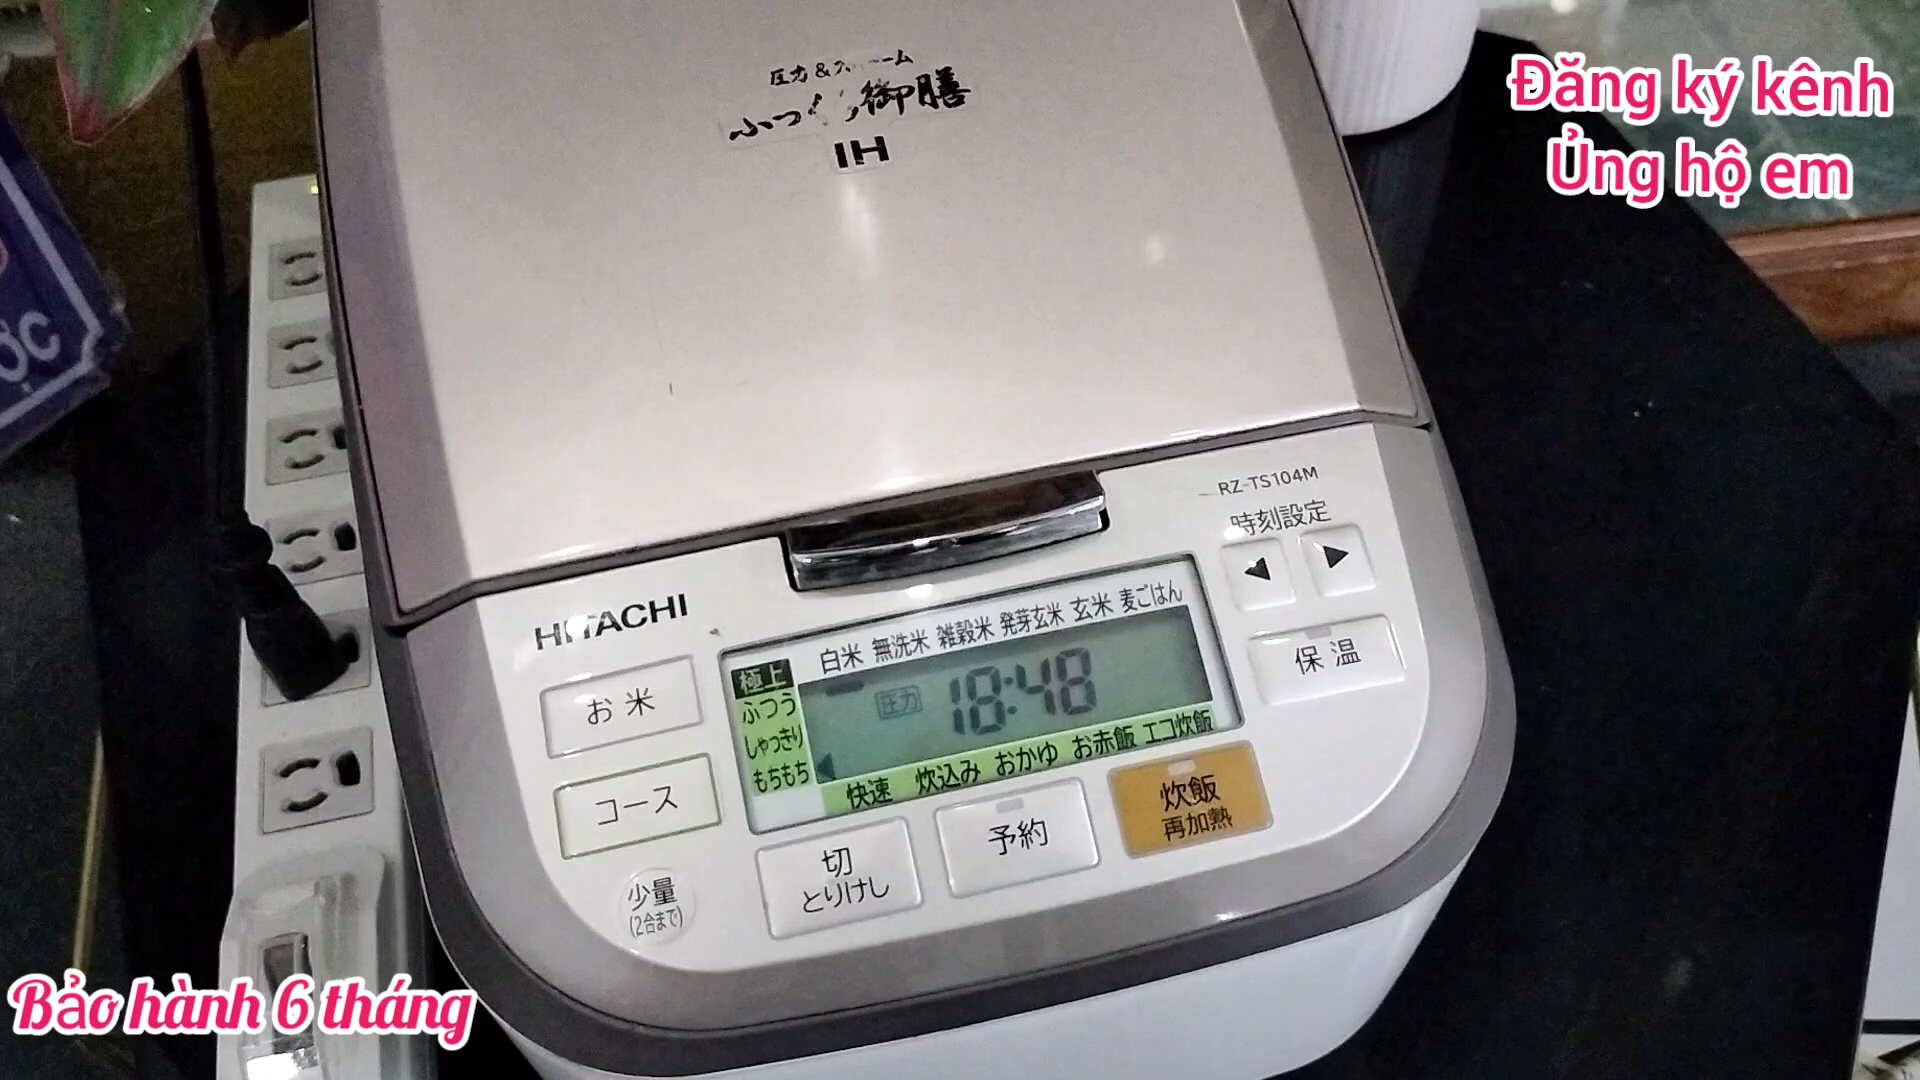 Đăng ký kênh
Ủng hộ em
圧力&スチーム
ふっくら御膳
IH
RZ-TS104M
時刻設定
◀ ▶
HITACHI
白米 無洗米 雑穀米 発芽玄米 玄米 麦ごはん
極上
ふつう
しゃっきり
もちもち
圧力 18:48
快速 炊込み おかゆ お赤飯 エコ炊飯
お米
コース
少量
(2合まで)
切
とりけし
予約
炊飯
再加熱
保温
Bảo hành 6 tháng